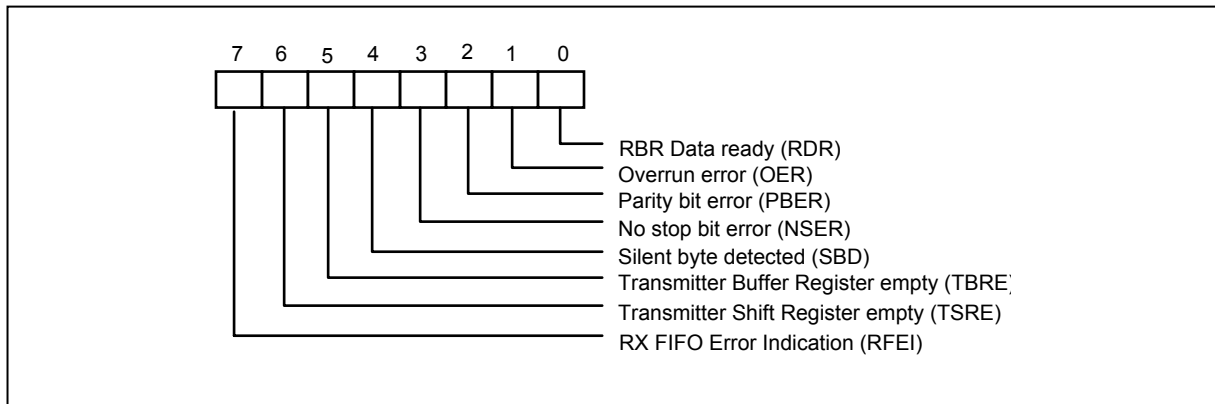 7 6 5 4 3 2 1 0
RBR Data ready (RDR)
Overrun error (OER)
Parity bit error (PBER)
No stop bit error (NSER)
Silent byte detected (SBD)
Transmitter Buffer Register empty (TBRE)
Transmitter Shift Register empty (TSRE)
RX FIFO Error Indication (RFEI)